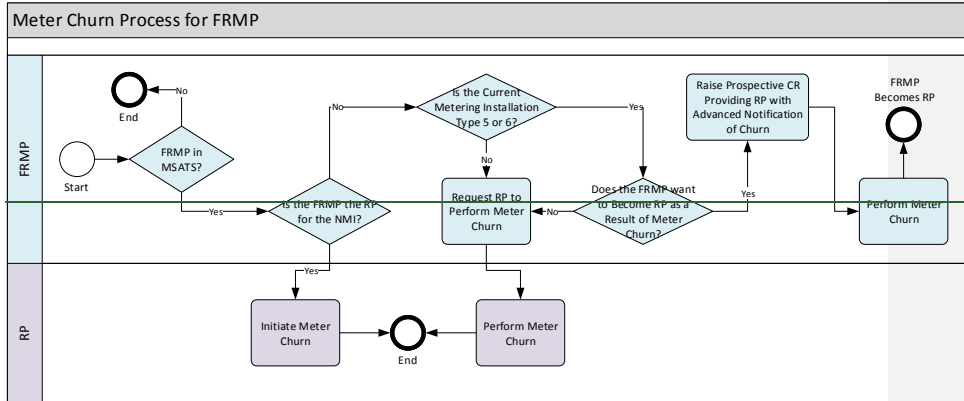 Meter Churn Process for FRMP
FRMP
Start
FRMP in
MSATS?
No
End
Yes
Is the FRMP the RP
for the NMI?
No
Is the Current
Metering Installation
Type 5 or 6?
No
Yes
Request RP to
Perform Meter
Churn
Does the FRMP want
to Become RP as a
Result of Meter
Churn?
No
Yes
Raise Prospective CR
Providing RP with
Advanced Notification
of Churn
Perform Meter
Churn
FRMP
Becomes RP
RP
Yes
Initiate Meter
Churn
End
Perform Meter
Churn